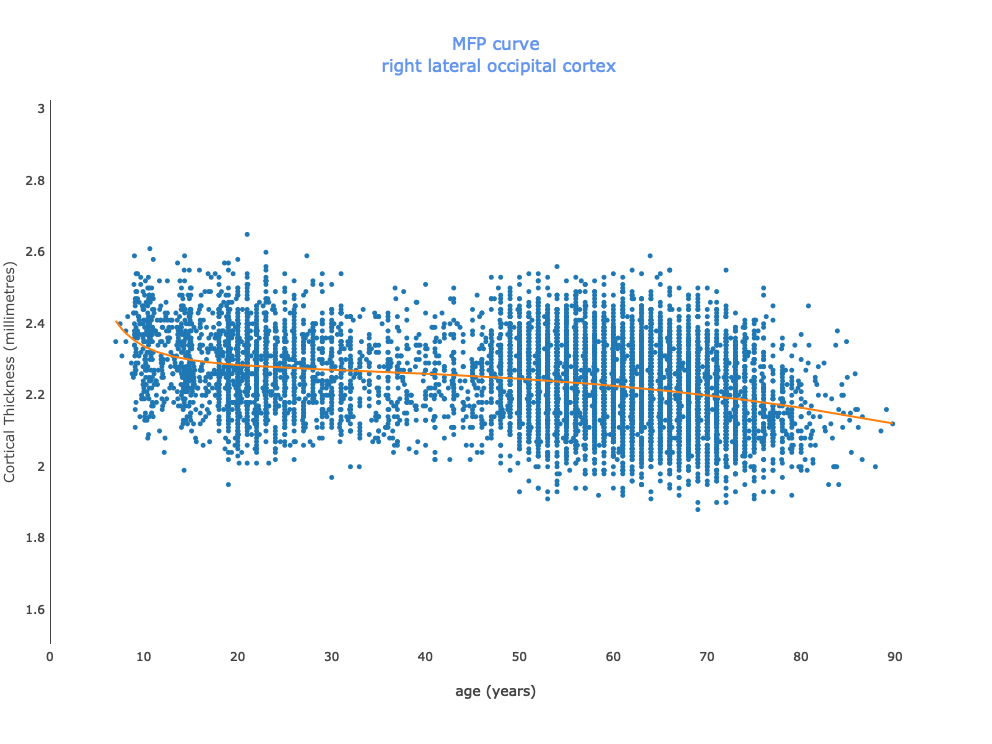 MFP curve
right lateral occipital cortex
Cortical Thickness (millimetres)
3
2.8
2.6
2.4
2.2
2
1.8
1.6
0 10 20 30 40 50 60 70 80 90
age (years)